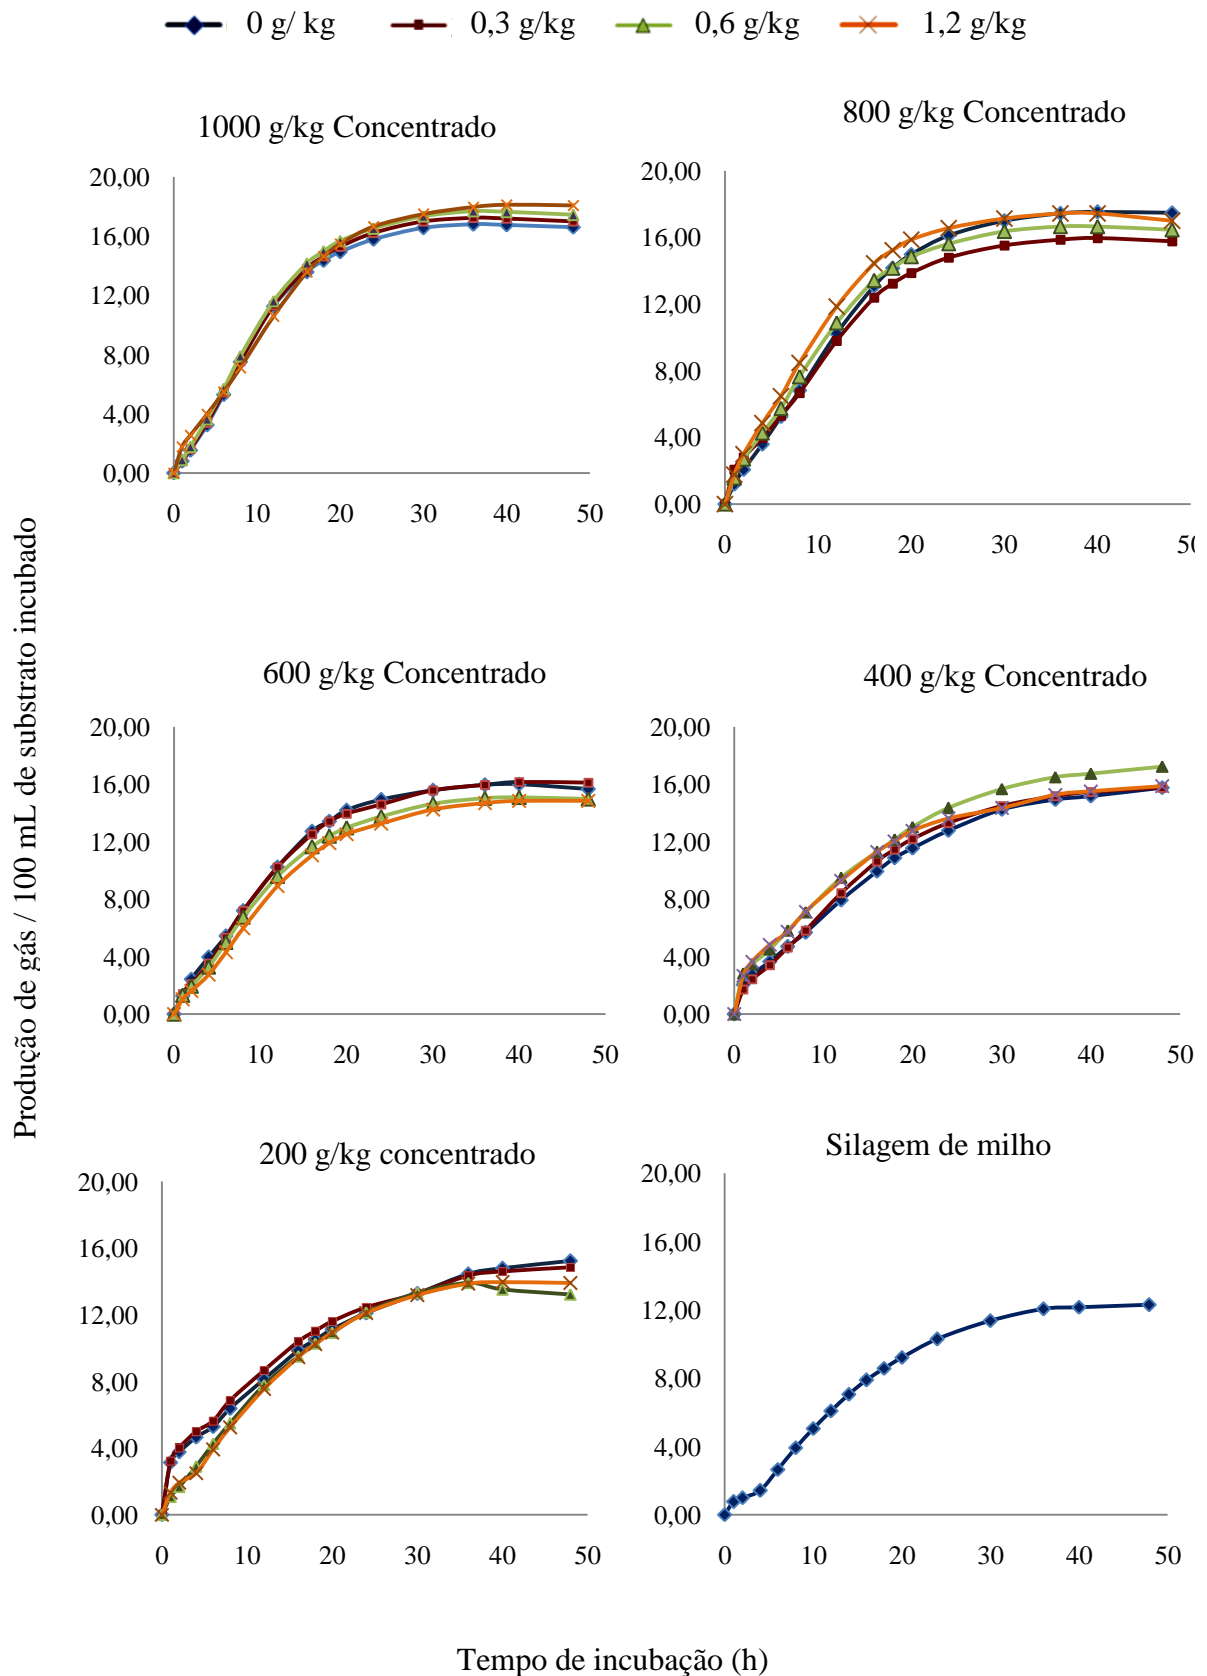 0 g/ kg 0,3 g/kg 0,6 g/kg 1,2 g/kg
1000 g/kg Concentrado
20,00
16,00
12,00
8,00
4,00
0,00
0 10 20 30 40 50
800 g/kg Concentrado
20,00
16,00
12,00
8,00
4,00
0,00
0 10 20 30 40 50
Produção de gás / 100 mL de substrato incubado
600 g/kg Concentrado
20,00
16,00
12,00
8,00
4,00
0,00
0 10 20 30 40 50
400 g/kg Concentrado
20,00
16,00
12,00
8,00
4,00
0,00
0 10 20 30 40 50
200 g/kg concentrado
20,00
16,00
12,00
8,00
4,00
0,00
0 10 20 30 40 50
Silagem de milho
20,00
16,00
12,00
8,00
4,00
0,00
0 10 20 30 40 50
Tempo de incubação (h)